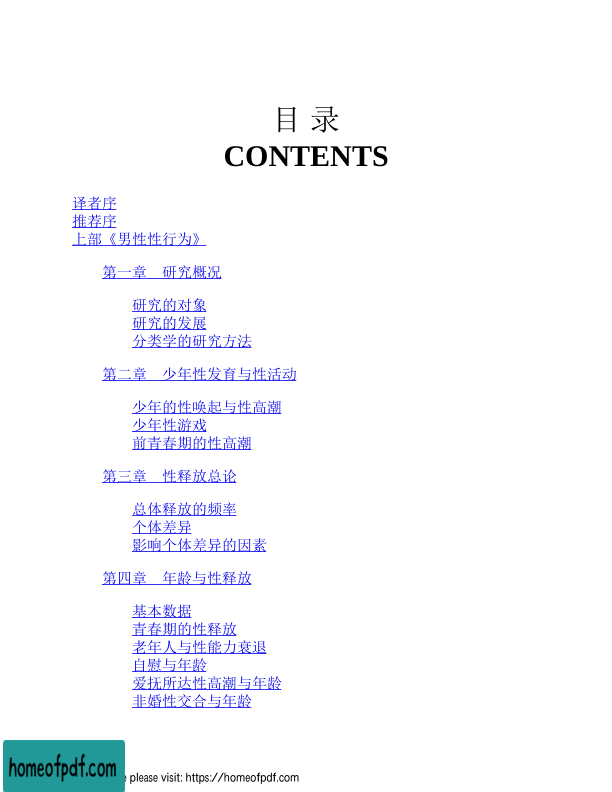 目 录
CONTENTS
译者序
推荐序
上部《男性性行为》
第一章　研究概况
研究的对象
研究的发展
分类学的研究方法
第二章　少年性发育与性活动
少年的性唤起与性高潮
少年性游戏
前青春期的性高潮
第三章　性释放总论
总体释放的频率
个体差异
影响个体差异的因素
第四章　年龄与性释放
基本数据
青春期的性释放
老年人与性能力衰退
自慰与年龄
爱抚所达性高潮与年龄
非婚性交合与年龄
homeofpdf.com
please visit: https://homeofpdf.com